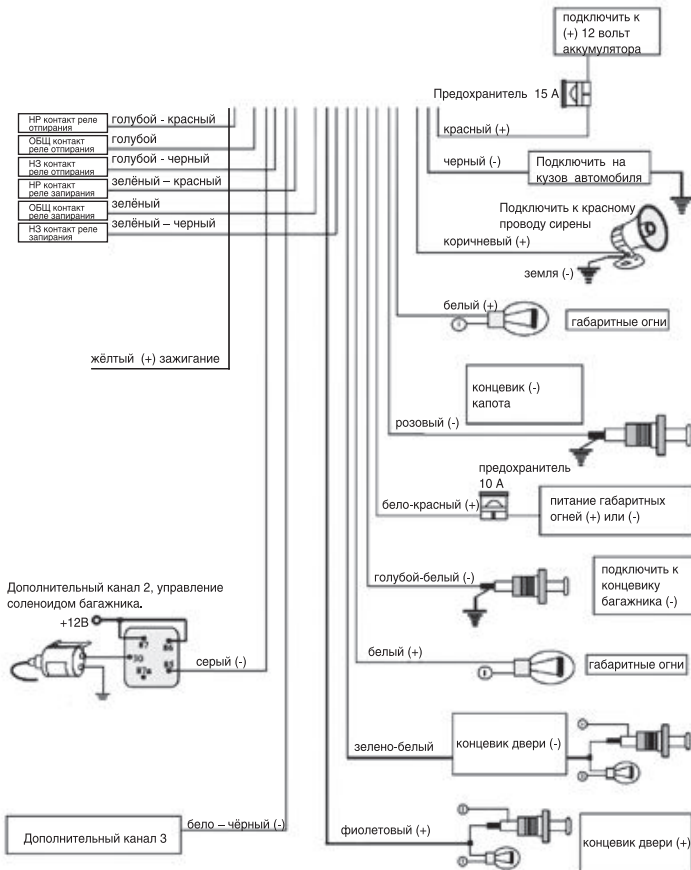 подключить к
(+) 12 вольт
аккумулятора
Предохранитель 15 А
красный (+)
НР контакт реле
отпирания
голубой - красный
ОБЩ контакт
реле отпирания
голубой
НЗ контакт
реле отпирания
голубой - черный
НР контакт
реле запирания
зелёный – красный
ОБЩ контакт
реле запирания
зелёный
НЗ контакт реле
запирания
зелёный – черный
черный (-)
Подключить на
кузов автомобиля
Подключить к красному
проводу сирены
коричневый (+)
земля (-)
белый (+)
габаритные огни
жёлтый (+) зажигание
концевик (-)
капота
розовый (-)
предохранитель
10 А
бело-красный (+)
питание габаритных
огней (+) или (-)
голубой-белый (-)
подключить к
концевику
багажника (-)
Дополнительный канал 2, управление
соленоидом багажника.
+12В
87
86
30
85
87а
серый (-)
белый (+)
габаритные огни
зелено-белый
концевик двери (-)
бело – чёрный (-)
Дополнительный канал 3
фиолетовый (+)
концевик двери (+)